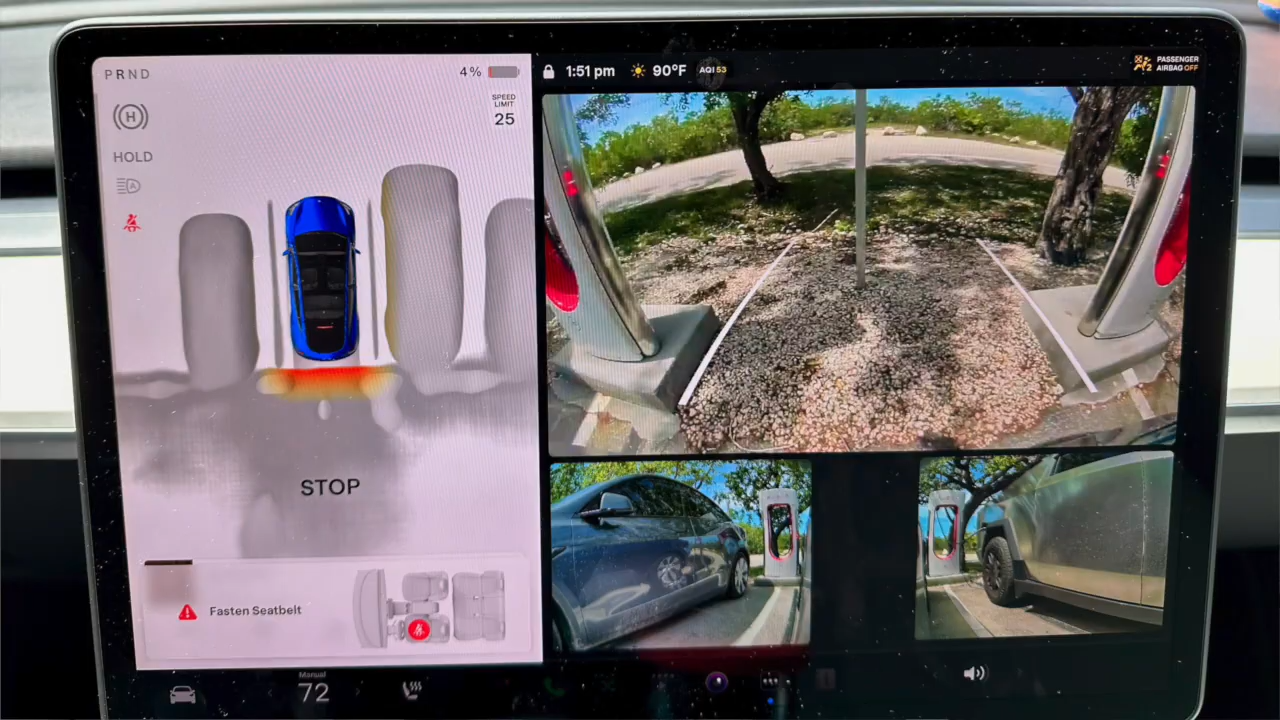 PRND
4%
1:51 pm
90°F
AQI 53
PASSENGER
AIRBAG OFF
SPEED
LIMIT
25
H
HOLD
A
STOP
Fasten Seatbelt
Manual
72